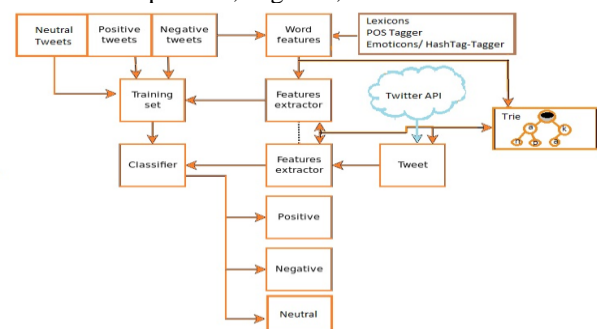 Neutral
Tweets
Positive
tweets
Negative
tweets
Word
features
Lexicons
POS Tagger
Emoticons/ HashTag-Tagger
Training
set
Features
extractor
Twitter API
Trie
a
k
n
p
a
Classifier
Features
extractor
Tweet
Positive
Negative
Neutral